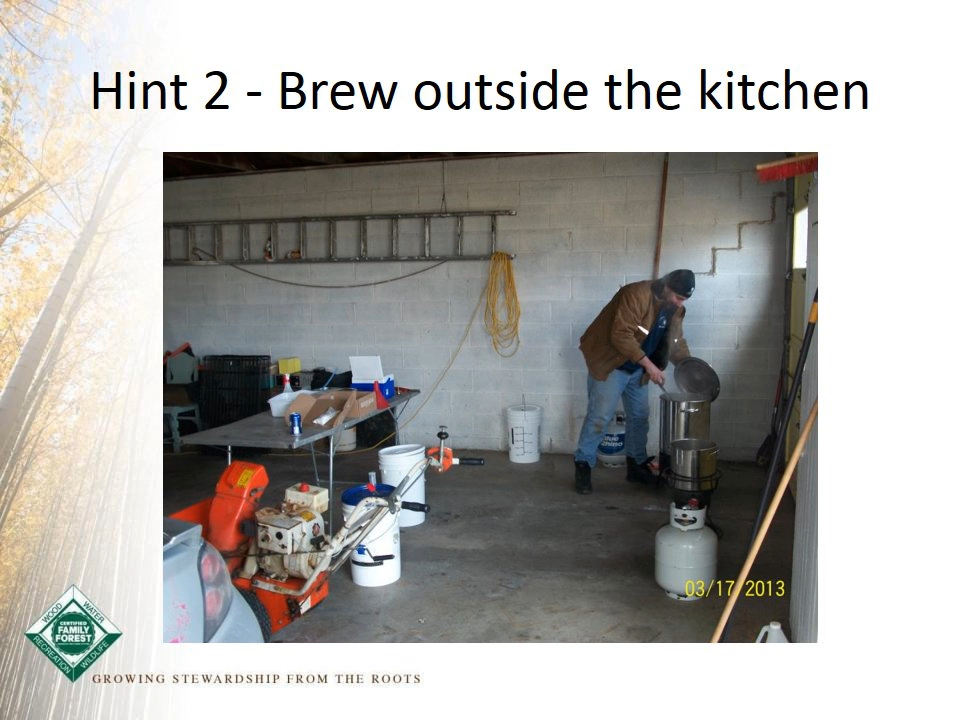 Hint 2 - Brew outside the kitchen
03/17/2013
WOOD
WATER
CERTIFIED
FAMILY
FOREST
RECREATION
WILDLIFE
GROWING STEWARDSHIP FROM THE ROOTS